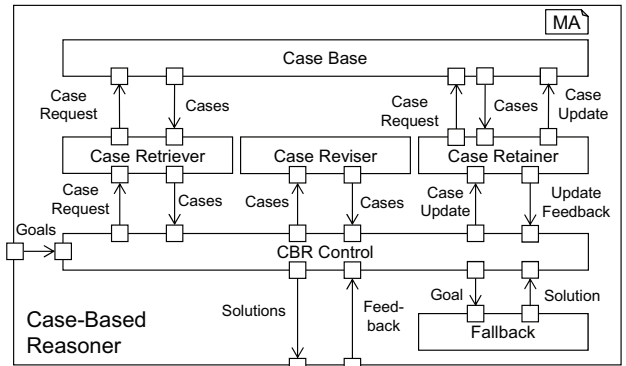 MA
Case Base
Case
Request
Cases
Case
Request
Cases
Case
Update
Case Retriever
Case Reviser
Case Retainer
Case
Request
Cases
Cases
Cases
Case
Update
Update
Feedback
Goals
CBR Control
Solutions
Feed-
back
Goal
Solution
Fallback
Case-Based
Reasoner